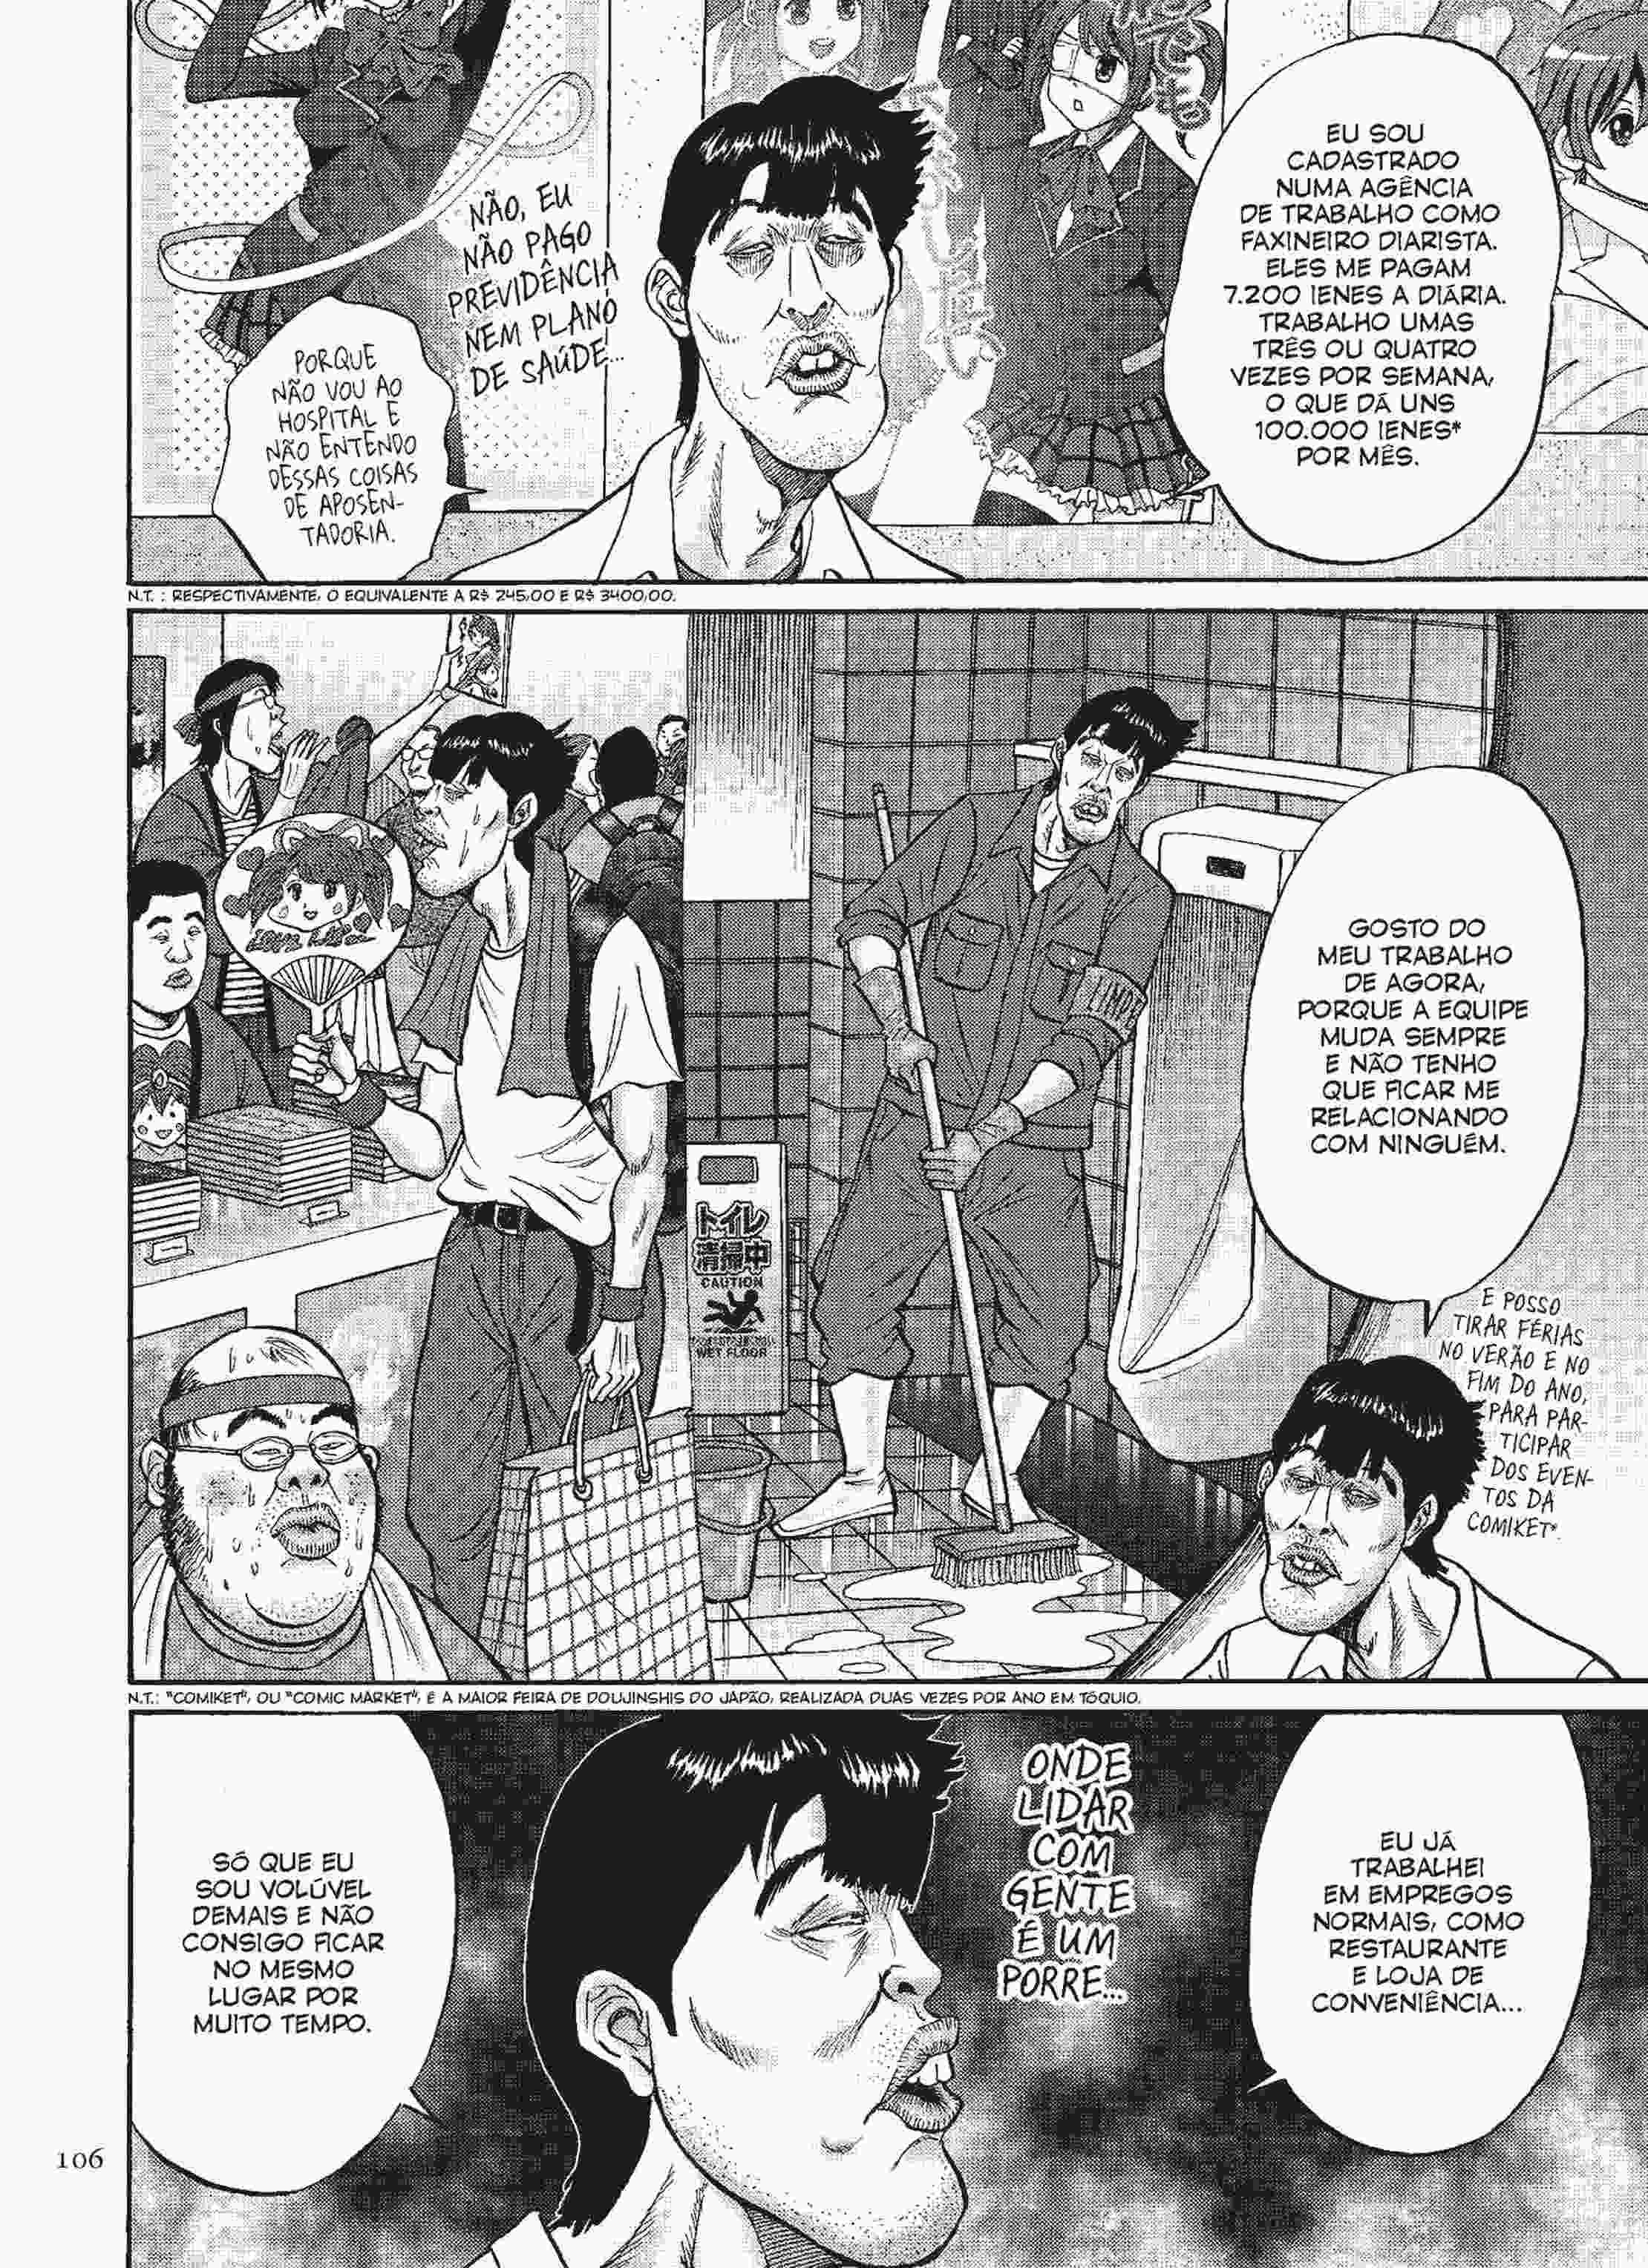 EU SOU
CADASTRADO
NUMA AGÊNCIA
DE TRABALHO COMO
FAXINEIRO DIARISTA.
ELES ME PAGAM
7.200 IENES A DIÁRIA.
TRABALHO UMAS
TRÊS OU QUATRO
VEZES POR SEMANA,
O QUE DÁ UNS
100.000 IENES*
POR MÊS.
NÃO, EU
NÃO PAGO
PREVIDÊNCIA
NEM PLANO
DE SAÚDE...
PORQUE
NÃO VOU AO
HOSPITAL E
NÃO ENTENDO
DESSAS COISAS
DE APOSEN-
TADORIA.
N.T. : RESPECTIVAMENTE, O EQUIVALENTE A R$ 245,00 E R$ 3400,00.
GOSTO DO
MEU TRABALHO
DE AGORA,
PORQUE A EQUIPE
MUDA SEMPRE
E NÃO TENHO
QUE FICAR ME
RELACIONANDO
COM NINGUÉM.
E POSSO
TIRAR FÉRIAS
NO VERÃO E NO
FIM DO ANO,
PARA PAR-
TICIPAR
DOS EVEN-
TOS DA
COMIKET*.
LIMPE
トイレ
清掃中
CAUTION
WET FLOOR
N.T.: "COMIKET", OU "COMIC MARKET", É A MAIOR FEIRA DE DOUJINSHIS DO JAPÃO, REALIZADA DUAS VEZES POR ANO EM TÓQUIO.
EU JÁ
TRABALHEI
EM EMPREGOS
NORMAIS, COMO
RESTAURANTE
E LOJA DE
CONVENIÊNCIA...
ONDE
LIDAR
COM
GENTE
É UM
PORRE...
SÓ QUE EU
SOU VOLÚVEL
DEMAIS E NÃO
CONSIGO FICAR
NO MESMO
LUGAR POR
MUITO TEMPO.
106